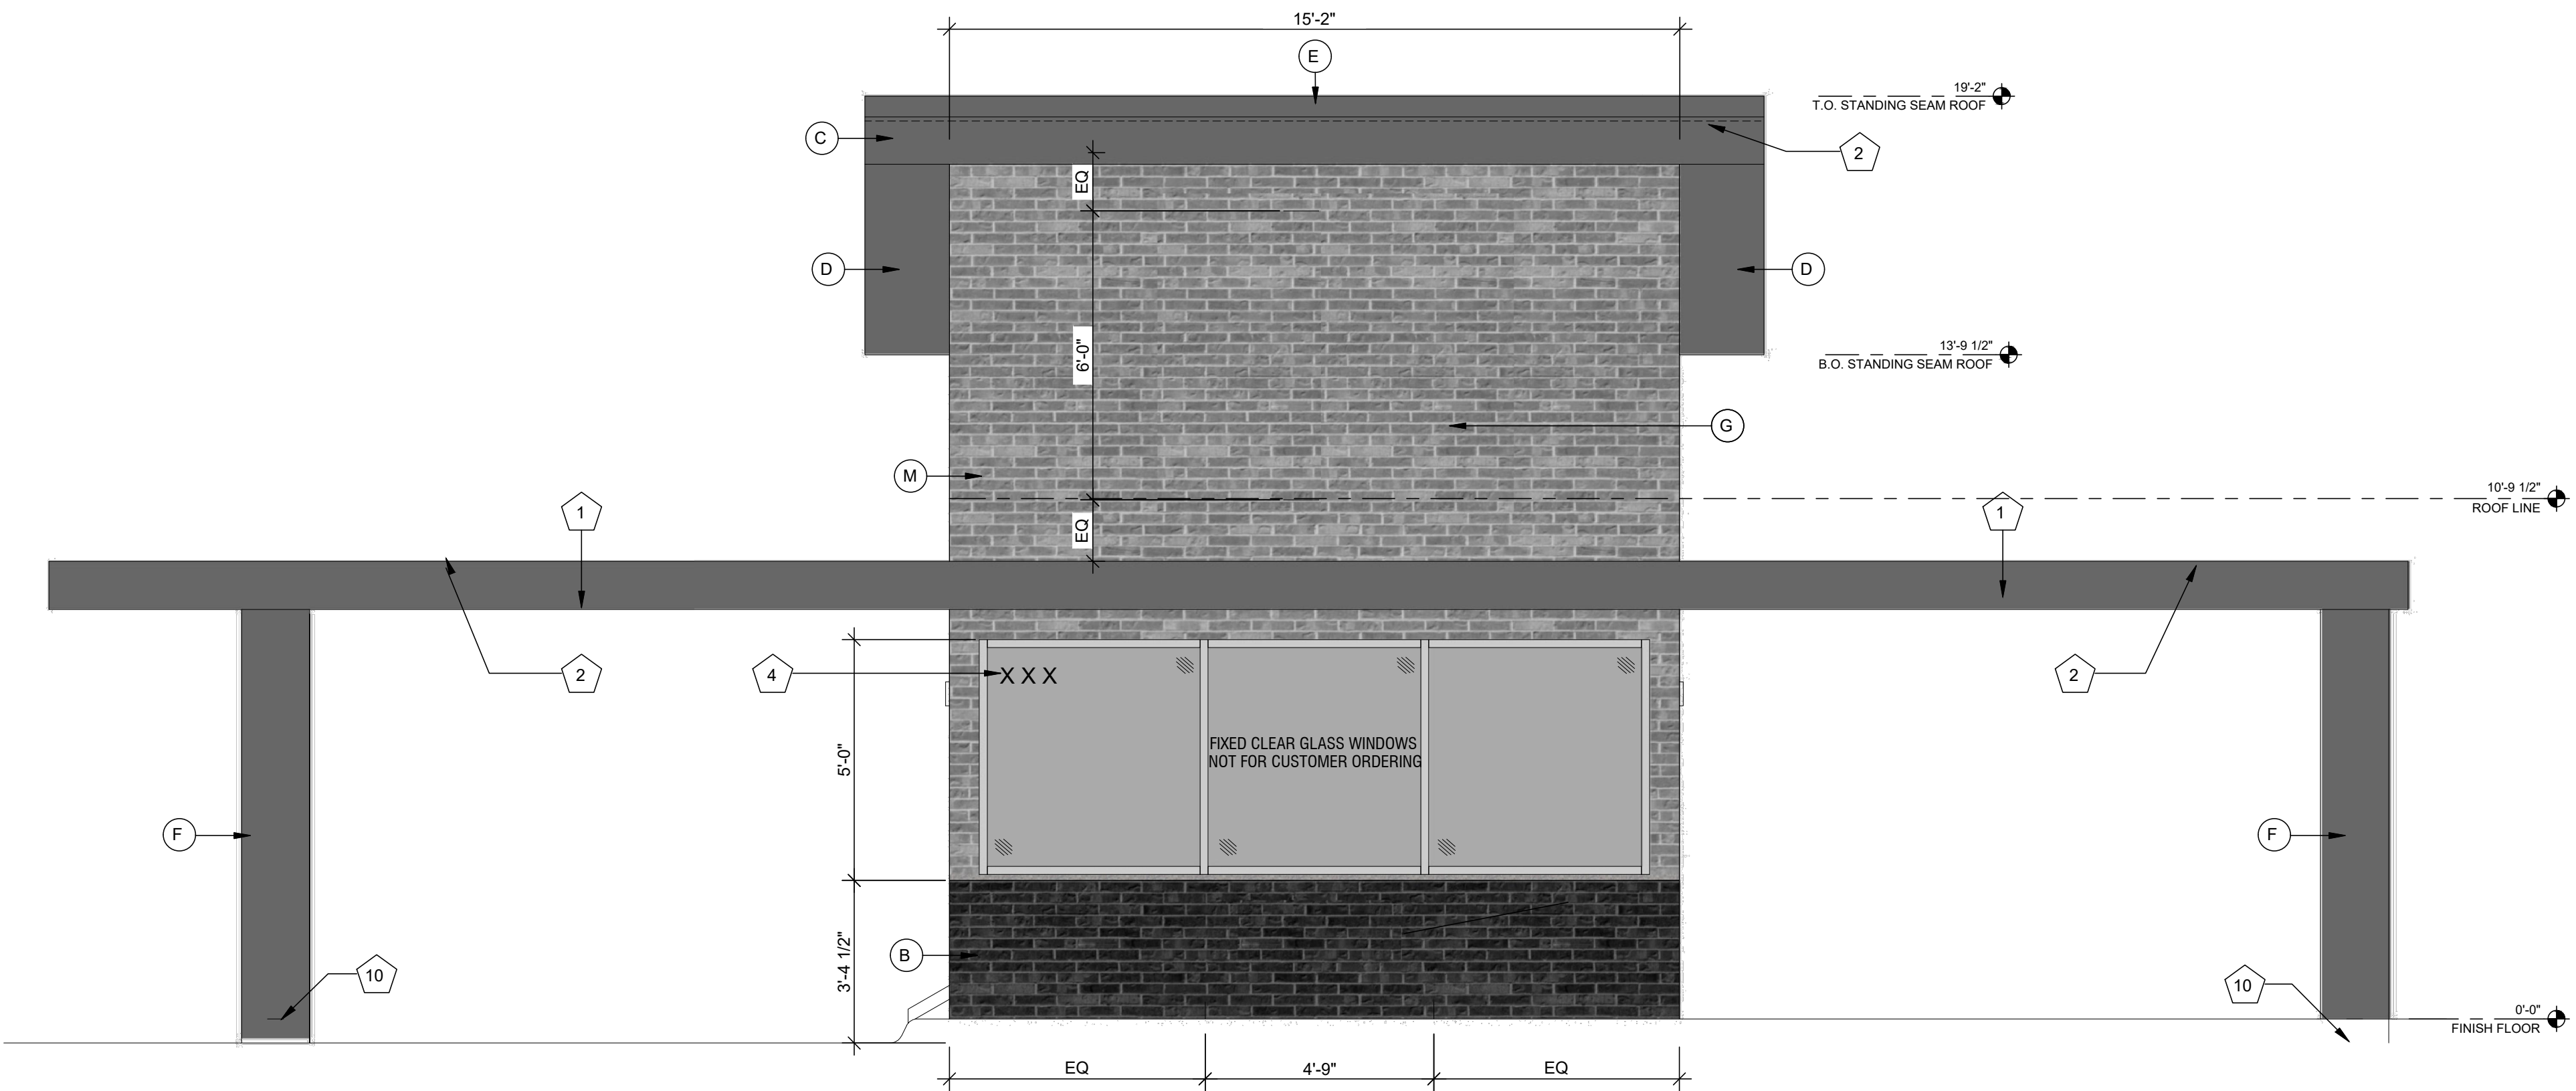 15'-2"
E
19'-2"
T.O. STANDING SEAM ROOF
C
2
EQ
D
D
6'-0"
13'-9 1/2"
B.O. STANDING SEAM ROOF
G
M
10'-9 1/2"
ROOF LINE
1
1
EQ
2
4
X X X
2
5'-0"
FIXED CLEAR GLASS WINDOWS
NOT FOR CUSTOMER ORDERING
F
F
3'-4 1/2"
B
10
10
0'-0"
FINISH FLOOR
EQ
4'-9"
EQ